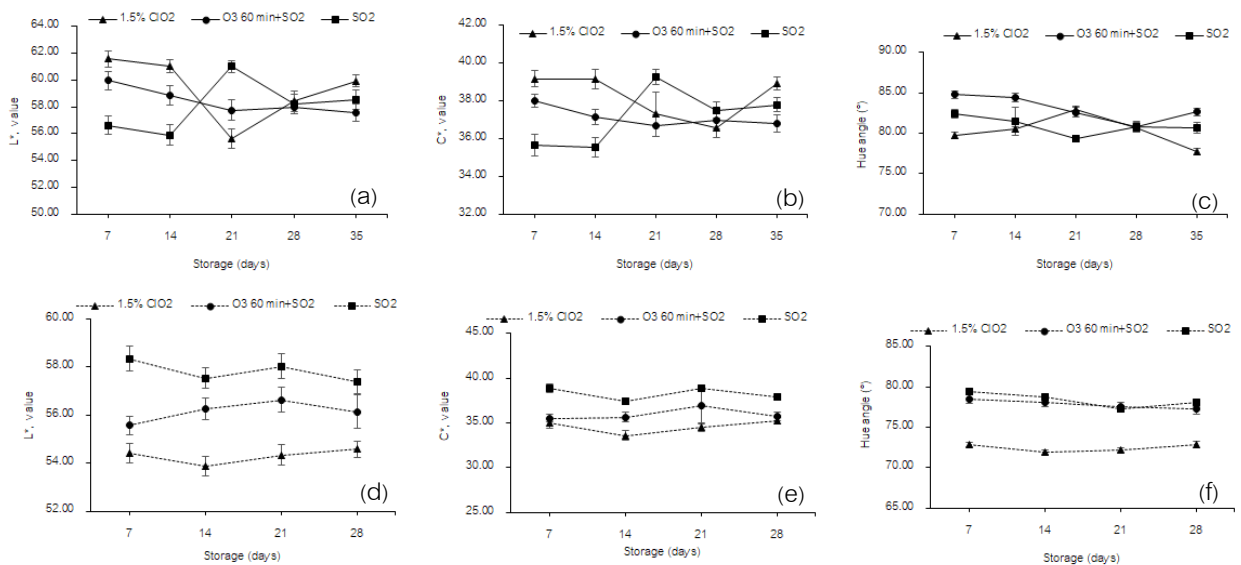 1.5% ClO2 O3 60 min+SO2 SO2
64.00
62.00
60.00
58.00
56.00
54.00
52.00
50.00
L*, value
7 14 21 28 35
Storage (days)
(a)
1.5% ClO2 O3 60 min+SO2 SO2
42.00
40.00
38.00
36.00
34.00
32.00
C*, value
7 14 21 28 35
Storage (days)
(b)
1.5% ClO2 O3 60 min+SO2 SO2
90.00
85.00
80.00
75.00
70.00
Hue angle (°)
7 14 21 28 35
Storage (days)
(c)
1.5% ClO2 O3 60 min+SO2 SO2
60.00
58.00
56.00
54.00
52.00
L*, value
7 14 21 28
Storage (days)
(d)
1.5% ClO2 O3 60 min+SO2 SO2
45.00
40.00
35.00
30.00
25.00
C*, value
7 14 21 28
Storage (days)
(e)
1.5% ClO2 O3 60 min+SO2 SO2
85.00
80.00
75.00
70.00
65.00
Hue angle (°)
7 14 21 28
Storage (days)
(f)